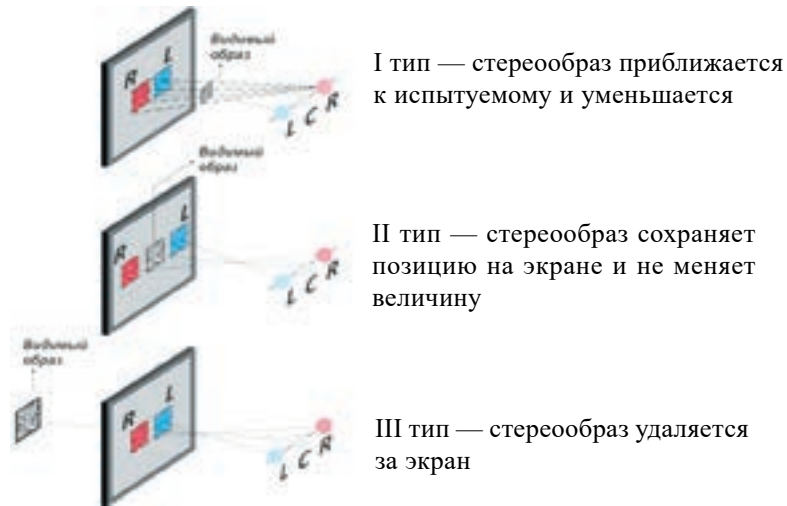 Видимый
образ
R L
L C R
I тип — стереообраз приближается
к испытуемому и уменьшается
Видимый
образ
R L
L C R
II тип — стереообраз сохраняет
позицию на экране и не меняет
величину
Видимый
образ
R L
L C R
III тип — стереообраз удаляется
за экран